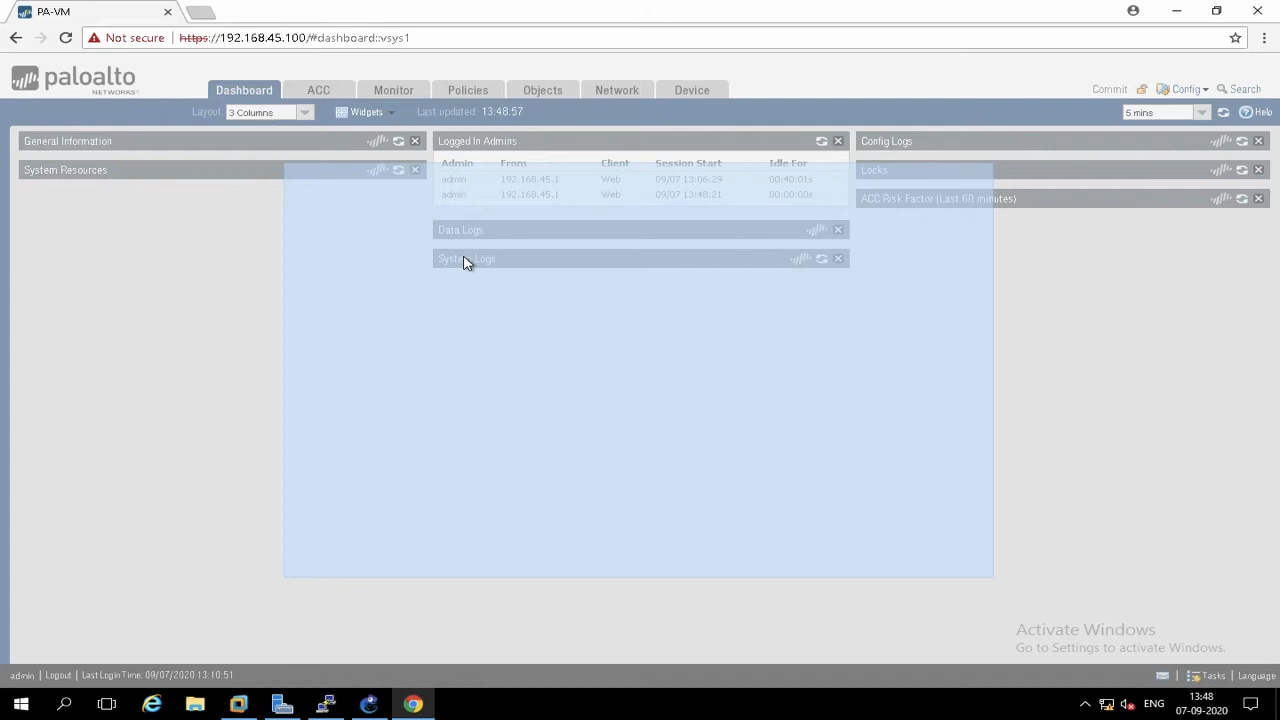 PA-VM
Not secure https://192.168.45.100/#dashboard::vsys1
paloalto
NETWORKS
Dashboard ACC Monitor Policies Objects Network Device
Commit Config Search
Layout 3 Columns Widgets Last updated 13:48:57 5 mins Help
General Information
System Resources
Logged In Admins
Admin From Client Session Start Idle For
admin 192.168.45.1 Web 09/07 13:06:29 00:40:01s
admin 192.168.45.1 Web 09/07 13:48:21 00:00:00s
Data Logs
System Logs
Config Logs
Locks
ACC Risk Factor (Last 60 minutes)
Activate Windows
Go to Settings to activate Windows.
admin | Logout | Last Login Time: 09/07/2020 13:10:51
Tasks | Language
ENG
13:48
07-09-2020